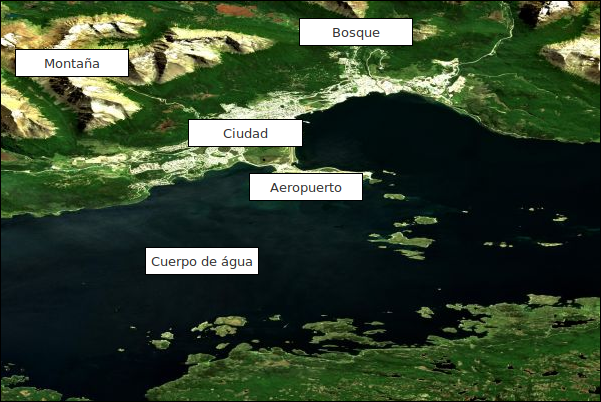 Bosque
Montaña
Ciudad
Aeropuerto
Cuerpo de água